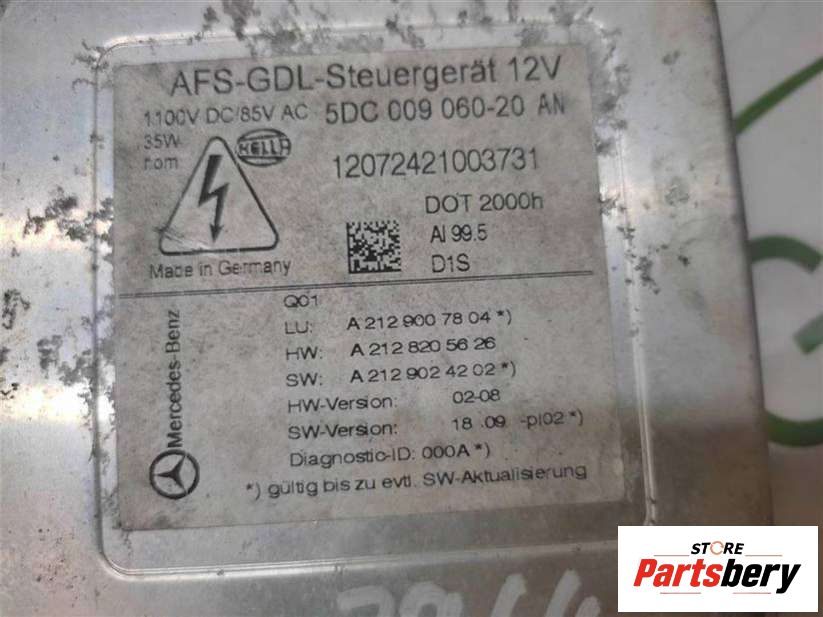 AFS-GDL-Steuergerät 12V
1100V DC/85V AC 5DC 009 060-20 AN
35W
nom
HELLA
12072421003731
DOT 2000h
Al 99.5
D1S
Made in Germany
Mercedes-Benz
Q01
LU: A 212 900 78 04 *)
HW: A 212 820 56 26
SW: A 212 902 42 02 *)
HW-Version: 02-08
SW-Version: 18 09 -pl02 *)
Diagnostic-ID: 000A *)
*) gültig bis zu evtl. SW-Aktualisierung
STORE
Partsbery